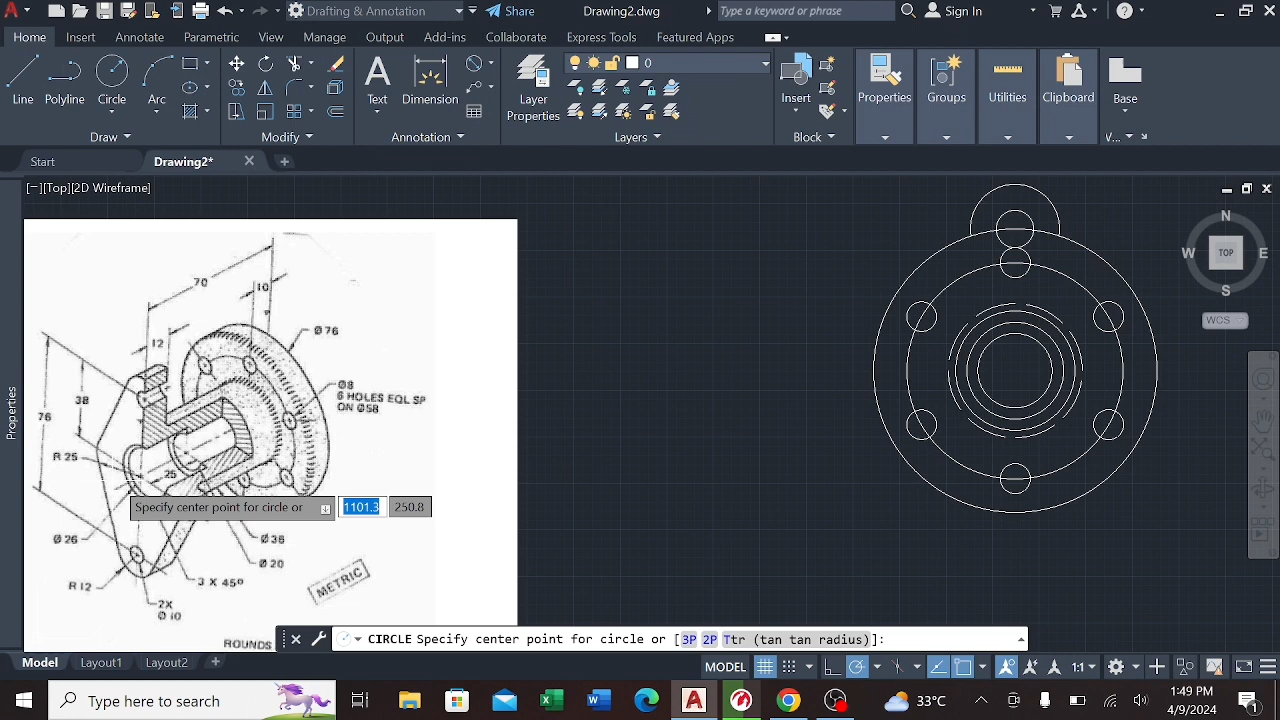 Drafting & Annotation
Share
Drawing2.dwg
Type a keyword or phrase
Sign In
Home Insert Annotate Parametric View Manage Output Add-ins Collaborate Express Tools Featured Apps
Line Polyline Circle Arc
Text Dimension
Layer
Properties
0
Insert
Properties Groups Utilities Clipboard Base
Draw Modify Annotation Layers Block V...
Start Drawing2*
[−][Top][2D Wireframe]
N
W TOP E
S
WCS
Properties
70
10
Ø 76
12
Ø8
6 HOLES EQL SP
ON Ø58
38
76
R 25
25
Specify center point for circle or 1101.3 250.8
Ø 26
Ø 20
R 12
3 X 45º
METRIC
2X
Ø 10
ROUNDS
CIRCLE Specify center point for circle or [3P 2P Ttr (tan tan radius)]:
Model Layout1 Layout2
MODEL 1:1
Type here to search
33°C
1:49 PM
4/9/2024